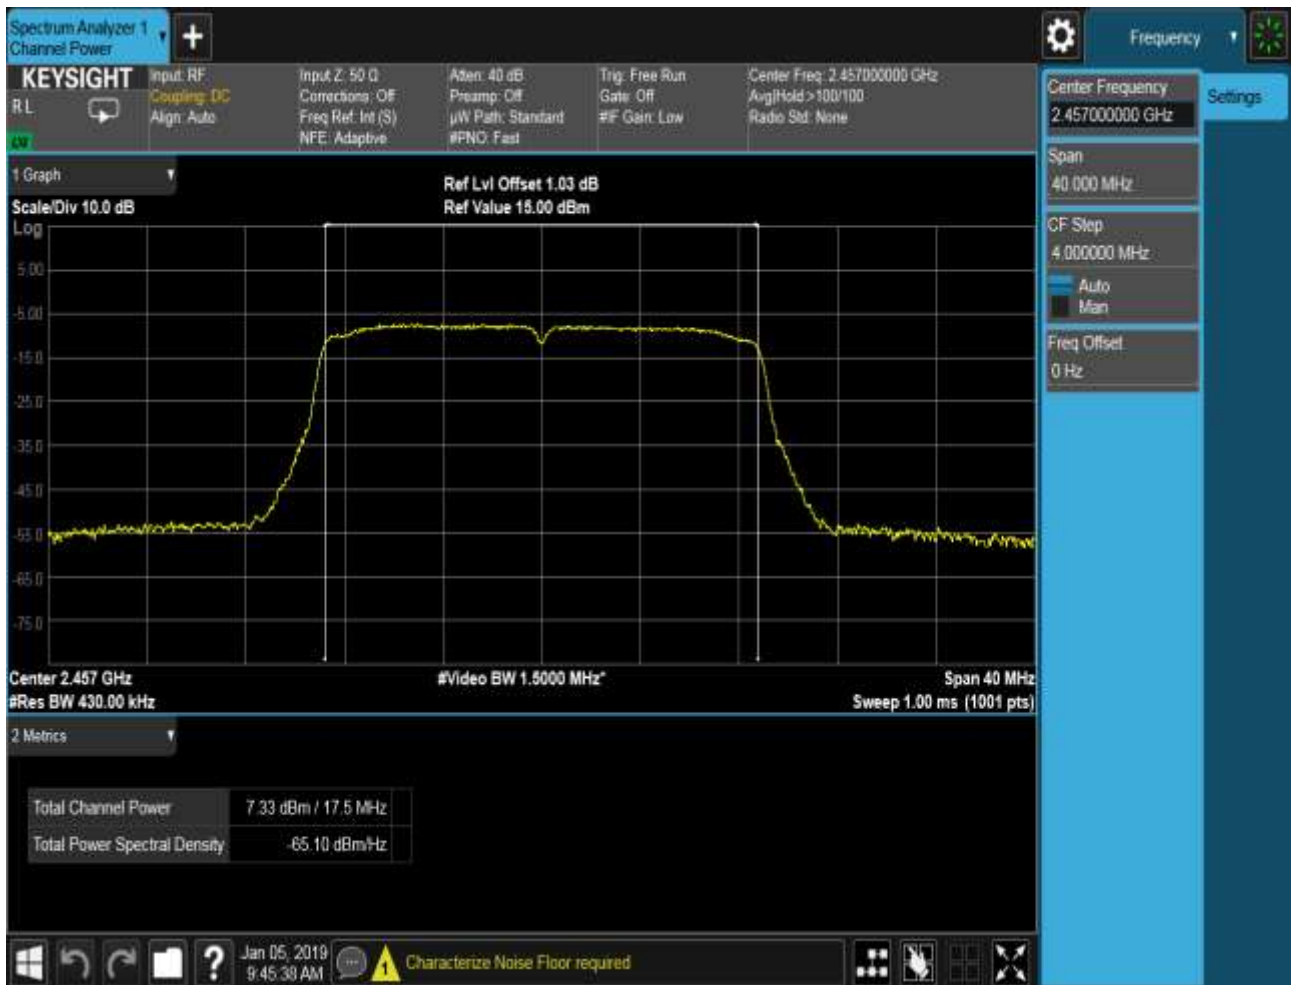 Spectrum Analyzer 1
Channel Power
Frequency
KEYSIGHT
R L
Input: RF
Coupling: DC
Align: Auto
Input Z: 50 Ω
Corrections: Off
Freq Ref: Int (S)
NFE: Adaptive
Atten: 40 dB
Preamp: Off
µW Path: Standard
#PNO: Fast
Trig: Free Run
Gate: Off
#IF Gain: Low
Center Freq: 2.457000000 GHz
Avg|Hold >100/100
Radio Std: None
Center Frequency
2.457000000 GHz
Settings
Span
40.000 MHz
CF Step
4.000000 MHz
Auto
Man
Freq Offset
0 Hz
1 Graph
Scale/Div 10.0 dB
Ref Lvl Offset 1.03 dB
Ref Value 15.00 dBm
Log
5.00
-5.00
-15.0
-25.0
-35.0
-45.0
-55.0
-65.0
-75.0
Center 2.457 GHz
#Video BW 1.5000 MHz*
Span 40 MHz
#Res BW 430.00 kHz
Sweep 1.00 ms (1001 pts)
2 Metrics
Total Channel Power 7.33 dBm / 17.5 MHz
Total Power Spectral Density -65.10 dBm/Hz
Jan 05, 2019
9:45:38 AM
1
Characterize Noise Floor required